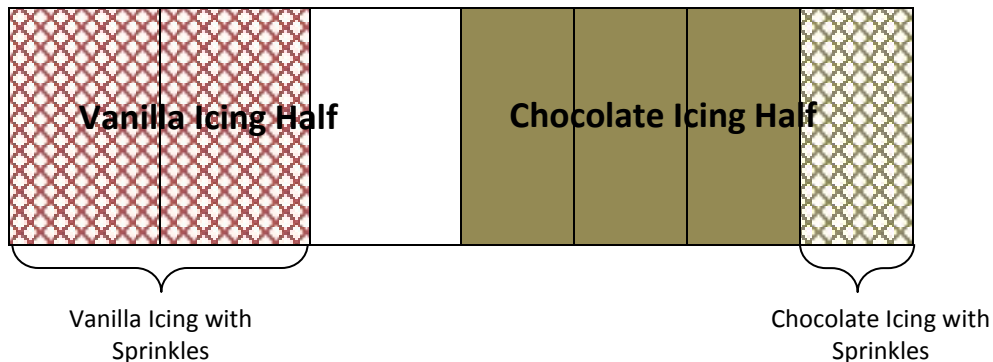 Vanilla Icing Half
Chocolate Icing Half
Vanilla Icing with
Sprinkles
Chocolate Icing with
Sprinkles